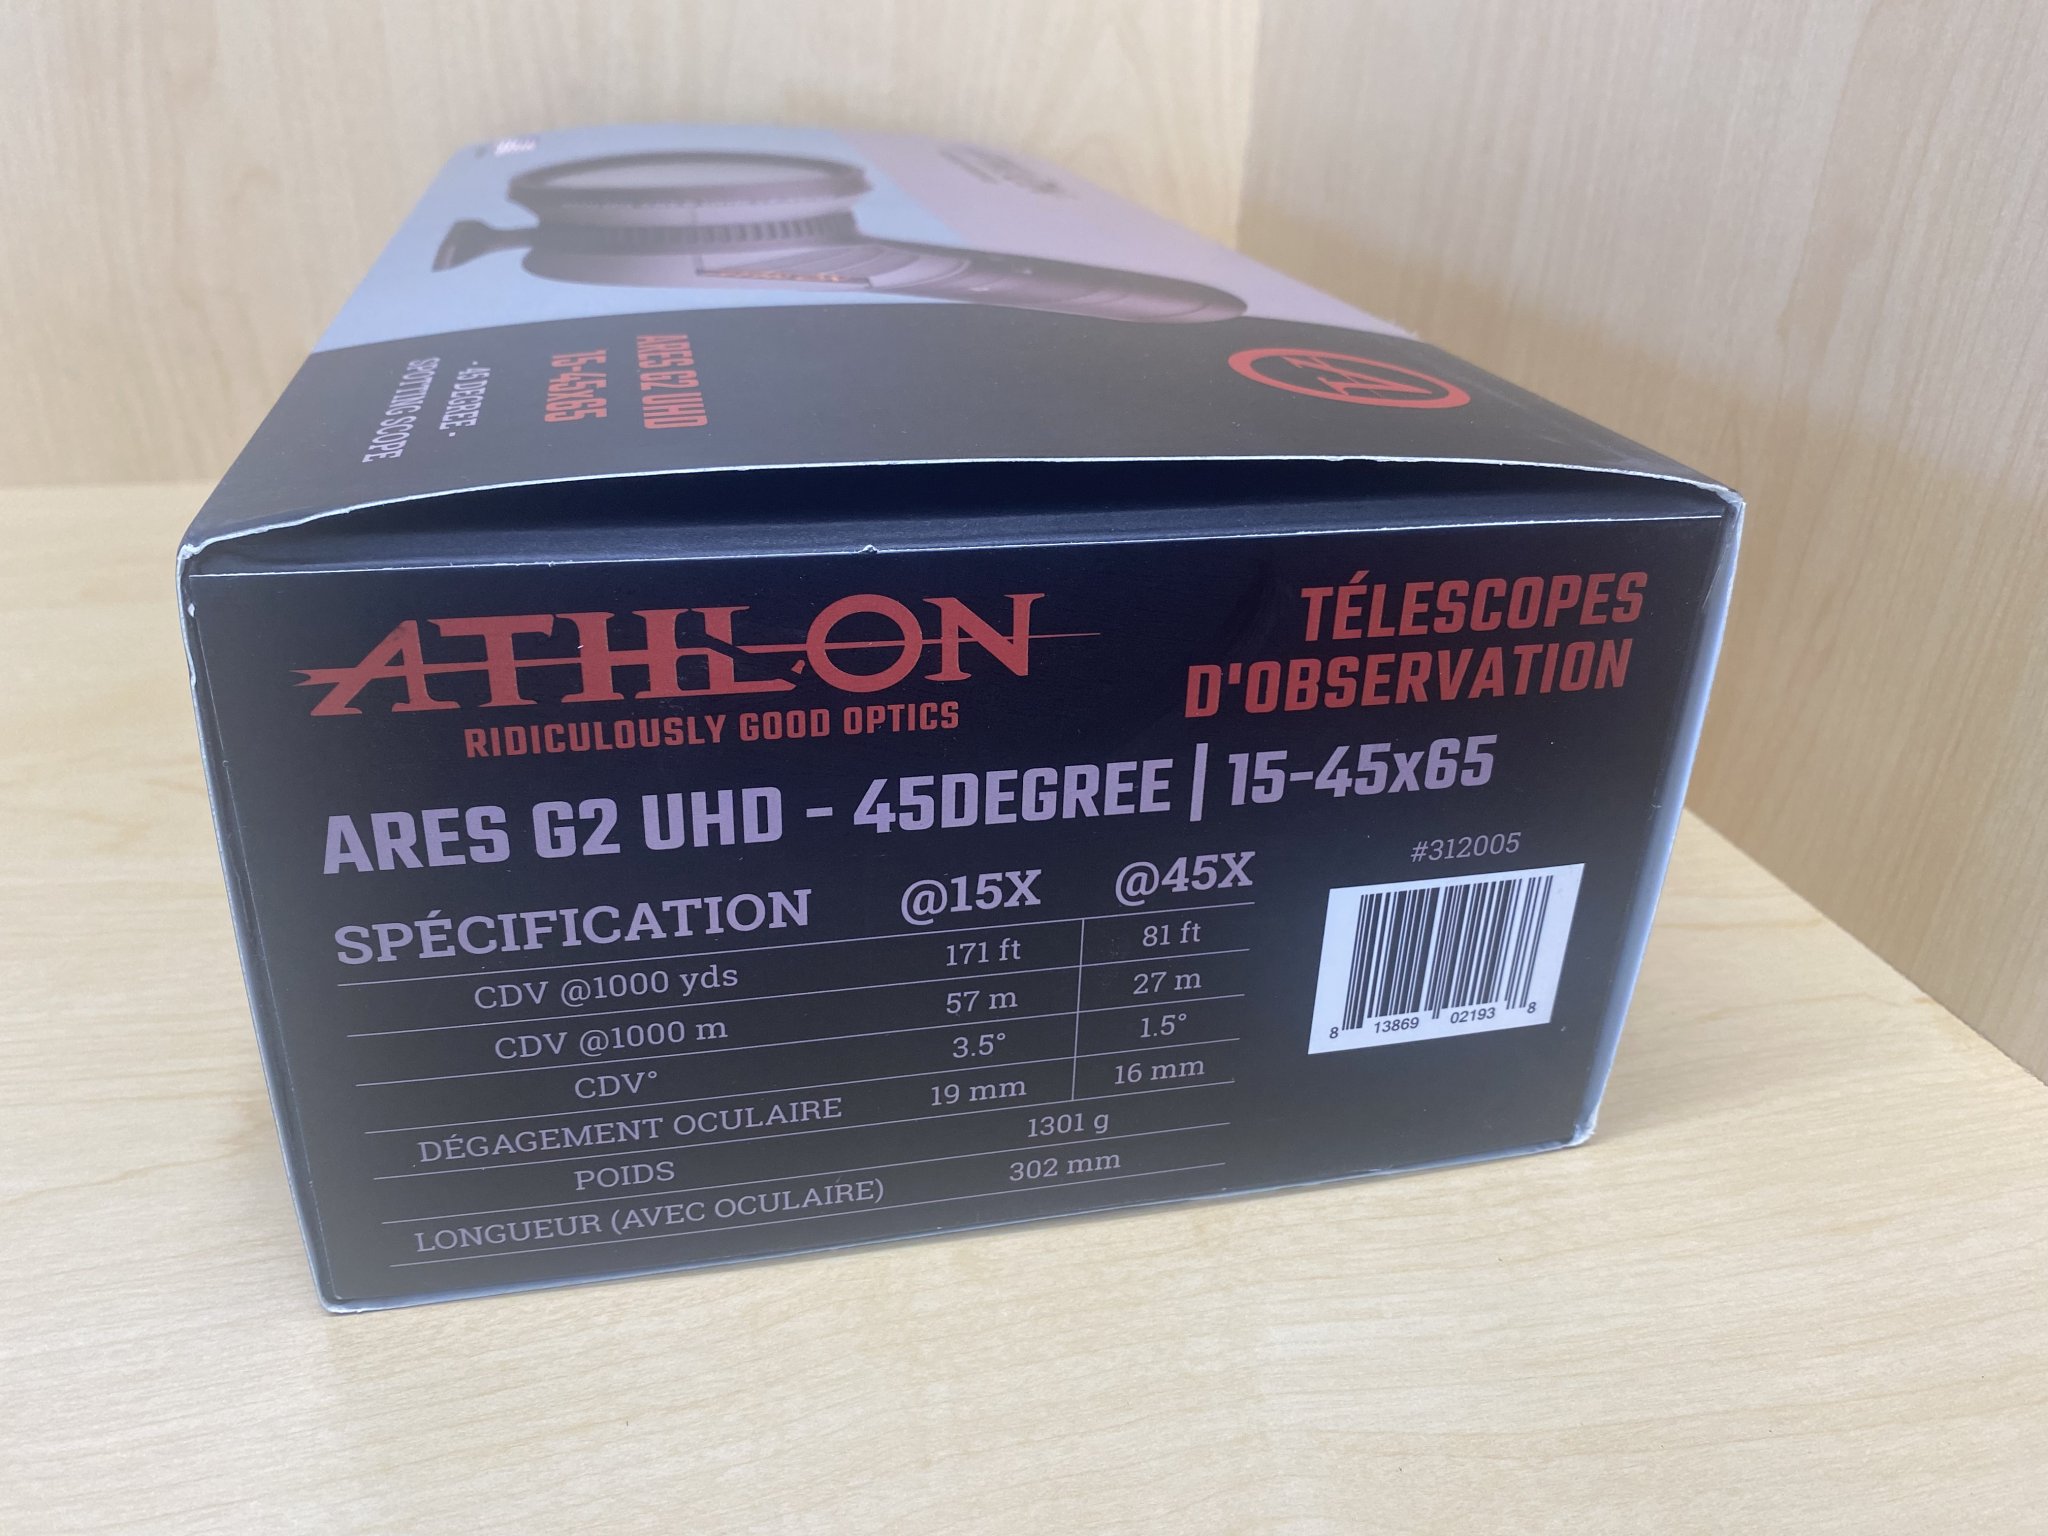 ARES G2 UHD
15-45x65
- 45 DEGREE -
SPOTTING SCOPE
ATHLON
RIDICULOUSLY GOOD OPTICS
TÉLESCOPES
D'OBSERVATION
ARES G2 UHD - 45DEGREE | 15-45x65
#312005
SPÉCIFICATION @15X @45X
CDV @1000 yds 171 ft 81 ft
CDV @1000 m 57 m 27 m
CDV° 3.5° 1.5°
DÉGAGEMENT OCULAIRE 19 mm 16 mm
POIDS 1301 g
LONGUEUR (AVEC OCULAIRE) 302 mm
8 13869 02193 8